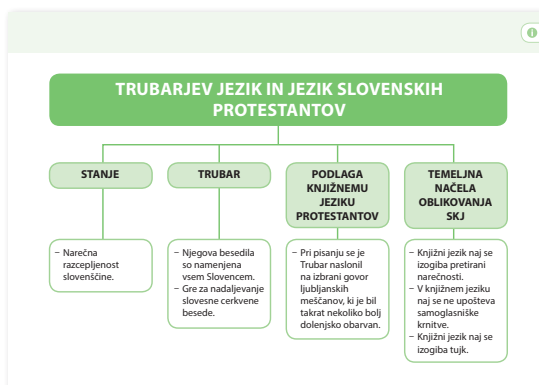 TRUBARJEV JEZIK IN JEZIK SLOVENSKIH
PROTESTANTOV
STANJE
– Narečna
razcepljenost
slovenščine.
TRUBAR
– Njegova besedila
so namenjena
vsem Slovencem.
– Gre za nadaljevanje
slovesne cerkvene
besede.
PODLAGA
KNJIŽNEMU
JEZIKU
PROTESTANTOV
– Pri pisanju se je
Trubar naslonil
na izbrani govor
ljubljanskih
meščanov, ki je bil
takrat nekoliko bolj
dolenjsko obarvan.
TEMELJNA
NAČELA
OBLIKOVANJA
SKJ
– Knjižni jezik naj se
izogiba pretirani
narečnosti.
– V knjižnem jeziku
naj se ne upošteva
samoglasniške
krnitve.
– Knjižni jezik naj se
izogiba tujk.